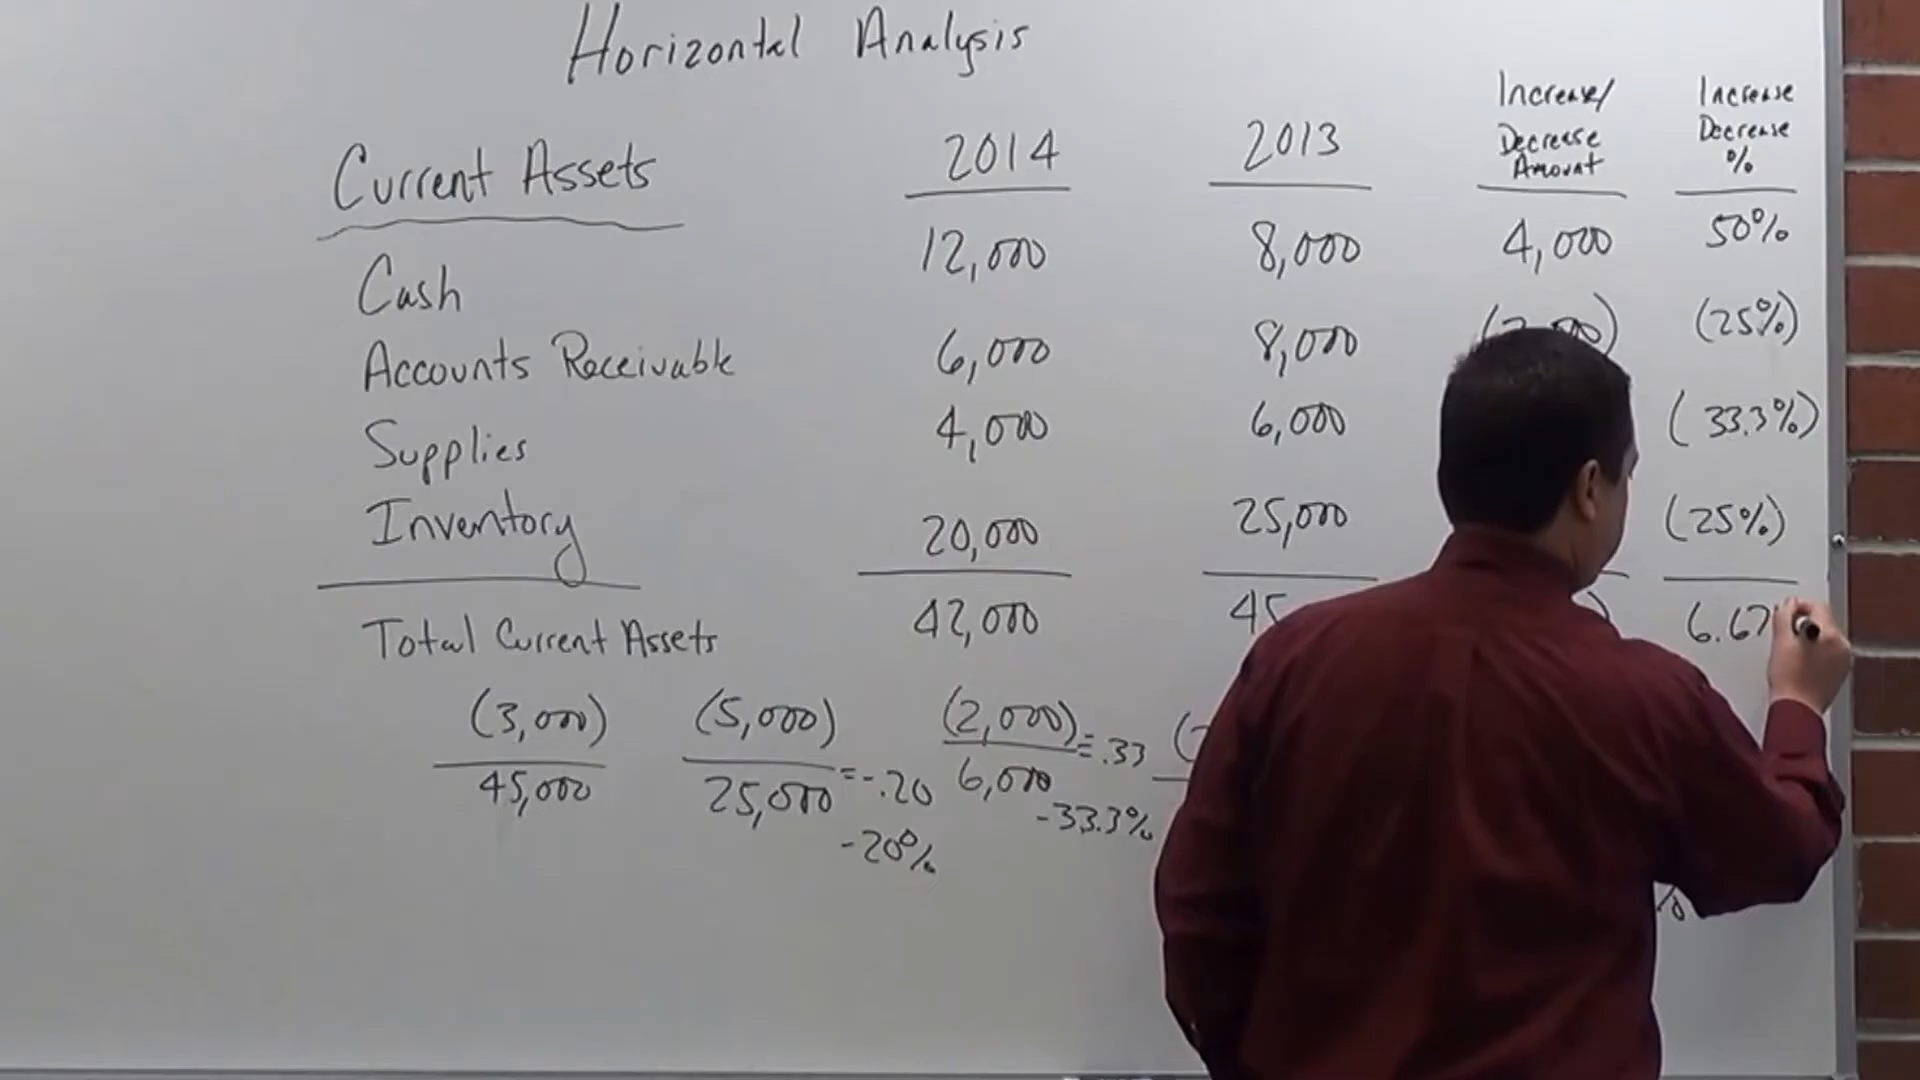 Horizontal Analysis
Current Assets 2014 2013 Increase/ Decrease Amount Increase Decrease %
Cash 12,000 8,000 4,000 50%
Accounts Receivable 6,000 8,000 (25%)
Supplies 4,000 6,000 (33.3%)
Inventory 20,000 25,000 (25%)
Total Current Assets 42,000 45 6.67
(3,000) (5,000) (2,000)
45,000 25,000 =-.20 6,000 =.33
-20% -33.3%